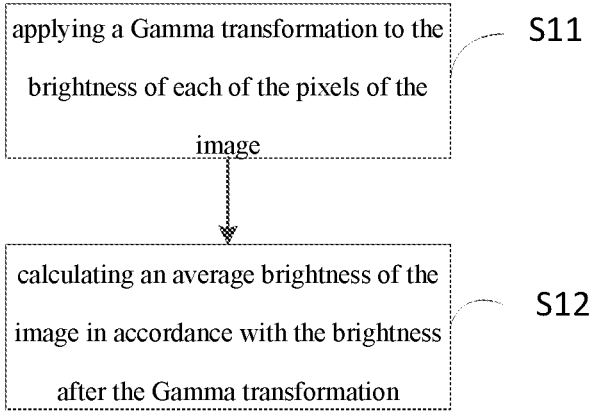 applying a Gamma transformation to the
brightness of each of the pixels of the
image
S11
calculating an average brightness of the
image in accordance with the brightness
after the Gamma transformation
S12